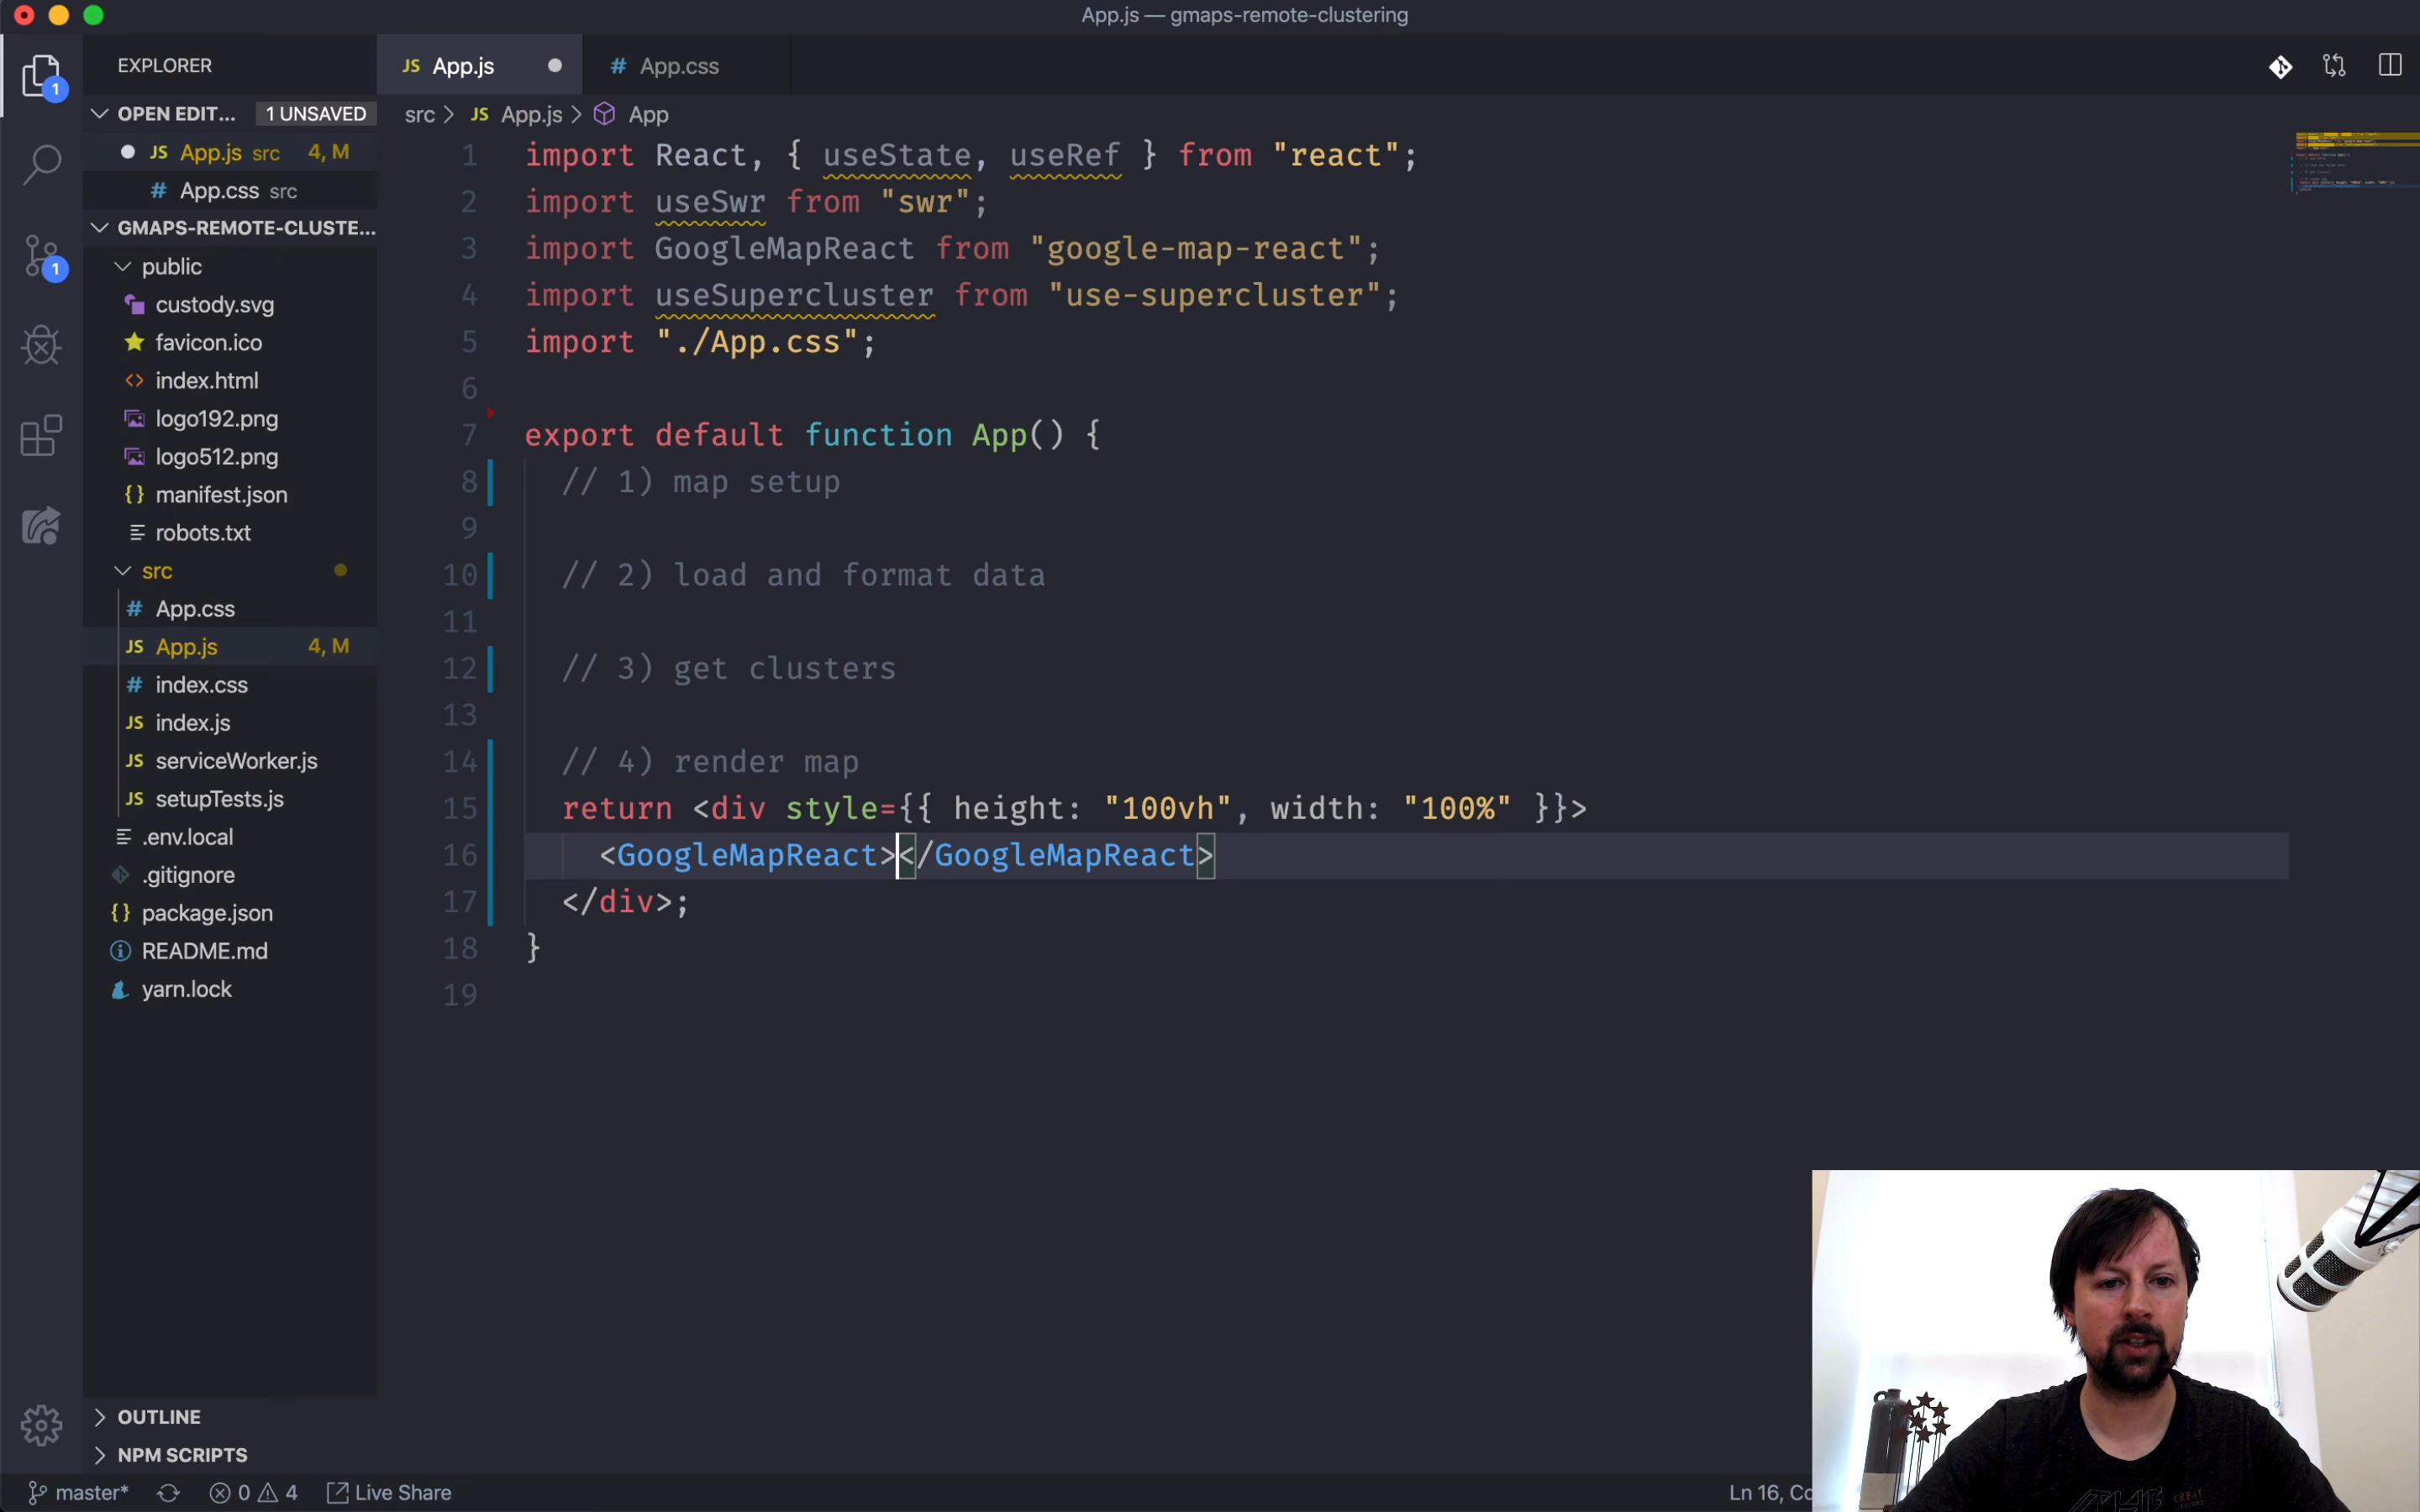 App.js — gmaps-remote-clustering
EXPLORER
JS App.js
# App.css
1
OPEN EDIT... 1 UNSAVED
src > JS App.js > App
JS App.js src 4, M
# App.css src
GMAPS-REMOTE-CLUSTE...
1
public
custody.svg
favicon.ico
<> index.html
logo192.png
logo512.png
{} manifest.json
robots.txt
src
# App.css
JS App.js 4, M
# index.css
JS index.js
JS serviceWorker.js
JS setupTests.js
.env.local
.gitignore
{} package.json
README.md
yarn.lock
OUTLINE
NPM SCRIPTS
1 import React, { useState, useRef } from "react";
2 import useSwr from "swr";
3 import GoogleMapReact from "google-map-react";
4 import useSupercluster from "use-supercluster";
5 import "./App.css";
6
7 export default function App() {
8 // 1) map setup
9
10 // 2) load and format data
11
12 // 3) get clusters
13
14 // 4) render map
15 return <div style={{ height: "100vh", width: "100%" }}>
16 <GoogleMapReact></GoogleMapReact>
17 </div>;
18 }
19
master* 0 4 Live Share
Ln 16,